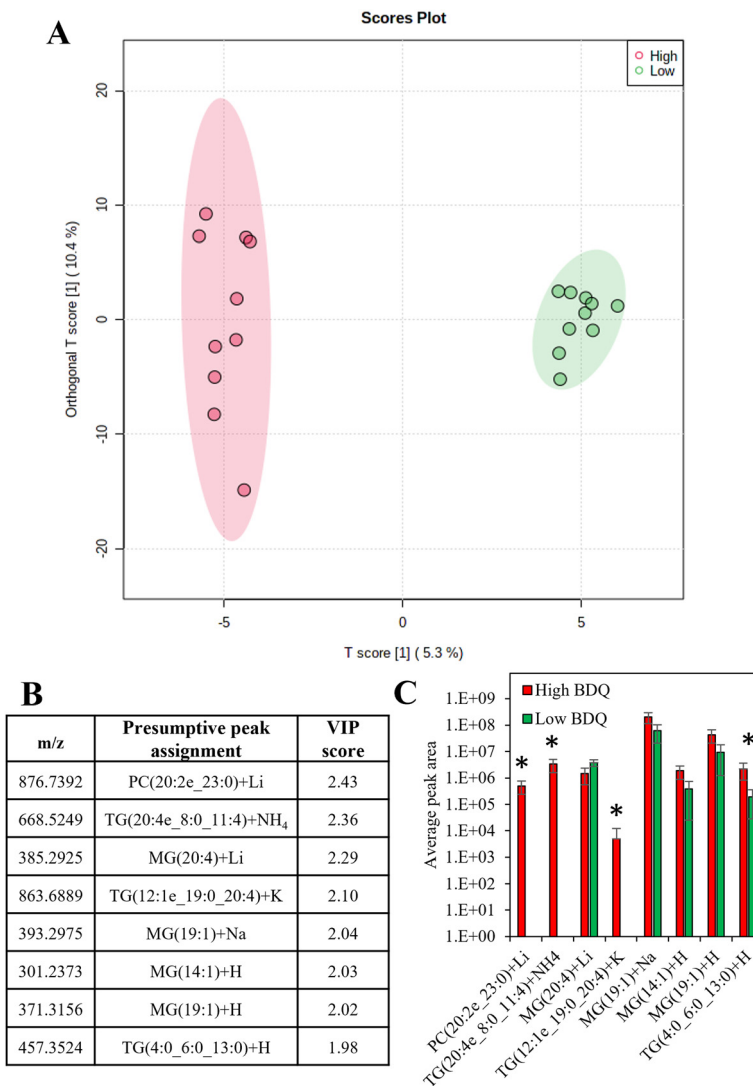 A
Scores Plot
High
Low
20
10
0
-10
-20
Orthogonal T score [1] ( 10.4 %)
-5
0
5
T score [1] ( 5.3 %)
B
m/z Presumptive peak assignment VIP score
876.7392 PC(20:2e_23:0)+Li 2.43
668.5249 TG(20:4e_8:0_11:4)+NH4 2.36
385.2925 MG(20:4)+Li 2.29
863.6889 TG(12:1e_19:0_20:4)+K 2.10
393.2975 MG(19:1)+Na 2.04
301.2373 MG(14:1)+H 2.03
371.3156 MG(19:1)+H 2.02
457.3524 TG(4:0_6:0_13:0)+H 1.98
C
High BDQ
Low BDQ
Average peak area
1.E+09
1.E+08
1.E+07
1.E+06
1.E+05
1.E+04
1.E+03
1.E+02
1.E+01
1.E+00
*
*
*
*
PC(20:2e_23:0)+Li
TG(20:4e_8:0_11:4)+NH4
MG(20:4)+Li
TG(12:1e_19:0_20:4)+K
MG(19:1)+Na
MG(14:1)+H
MG(19:1)+H
TG(4:0_6:0_13:0)+H